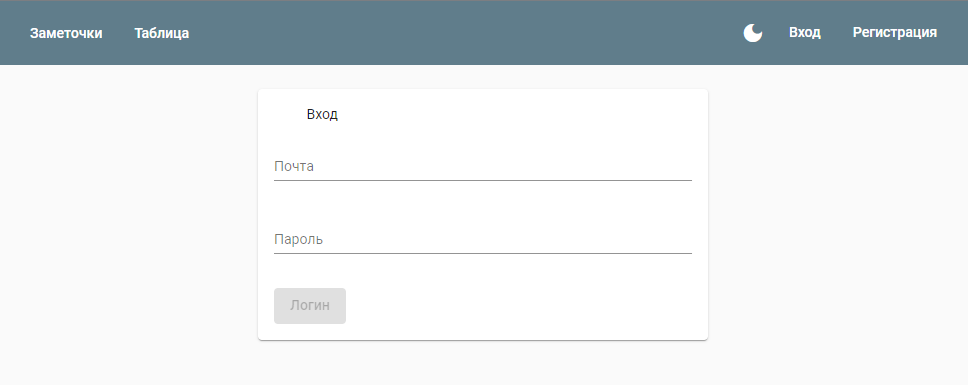 Заметочки Таблица Вход Регистрация
Вход
Почта
Пароль
Логин